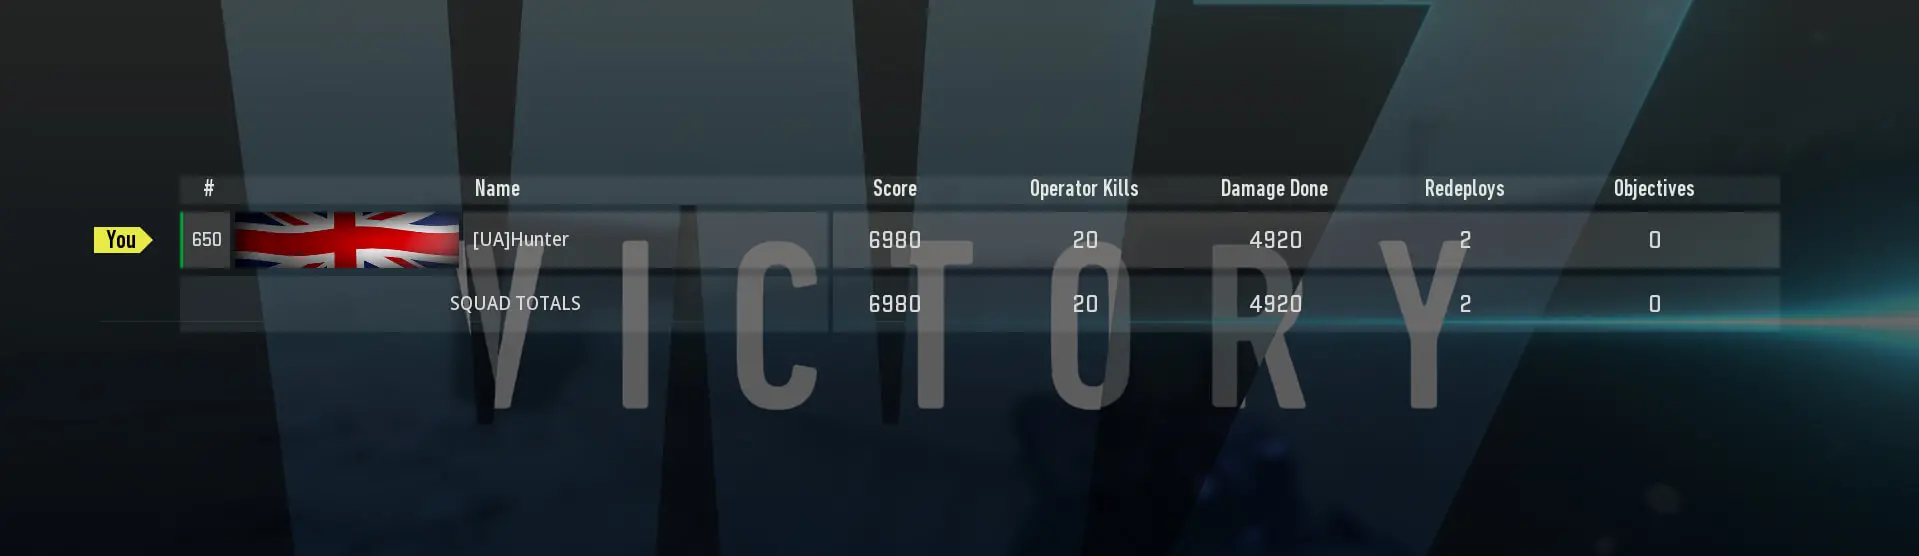 # Name Score Operator Kills Damage Done Redeploys Objectives
You 650 [UA]Hunter 6980 20 4920 2 0
SQUAD TOTALS 6980 20 4920 2 0
VICTORY